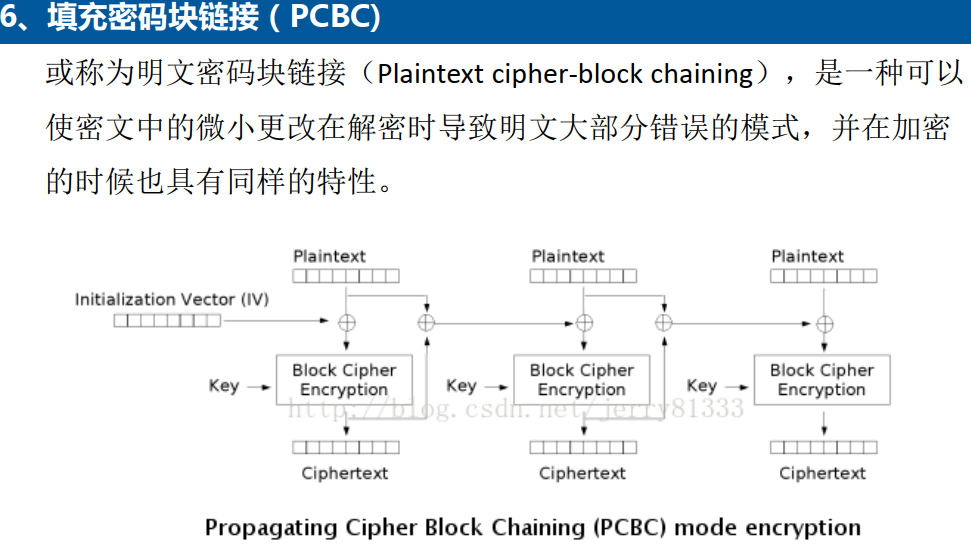 6、填充密码块链接（PCBC)
或称为明文密码块链接（Plaintext cipher-block chaining），是一种可以
使密文中的微小更改在解密时导致明文大部分错误的模式，并在加密
的时候也具有同样的特性。
Plaintext Plaintext Plaintext
Initialization Vector (IV)
Key Block Cipher Encryption Key Block Cipher Encryption Key Block Cipher Encryption
http://blog.csdn.net/jerry81333
Ciphertext Ciphertext Ciphertext
Propagating Cipher Block Chaining (PCBC) mode encryption